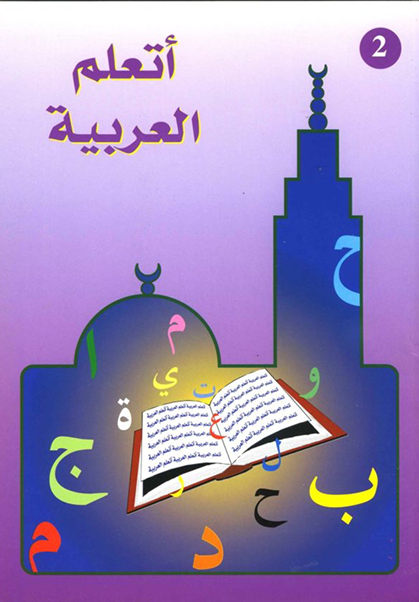 2
أتعلم
العربية
ح
م
ا
ي
ت
و
ة
ع
ج
ل
ر
ح
ب
م
د